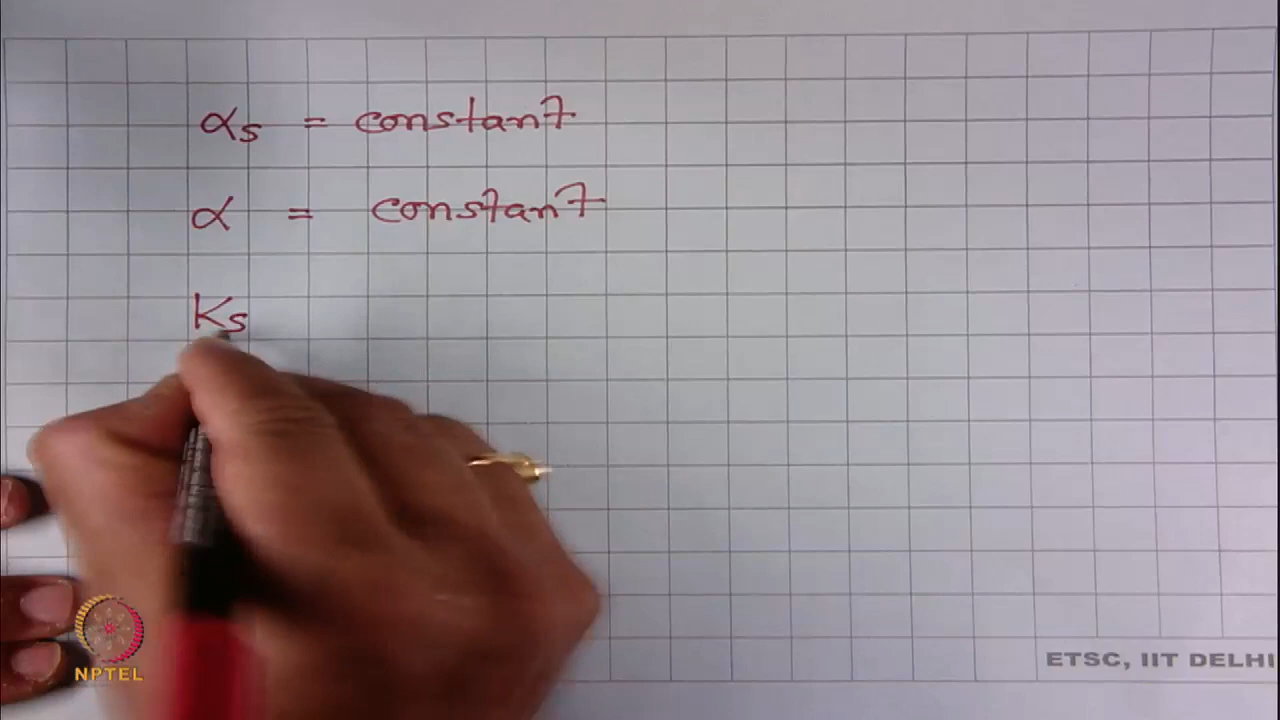 αs = constant
α = constant
Ks
NPTEL
ETSC, IIT DELHI